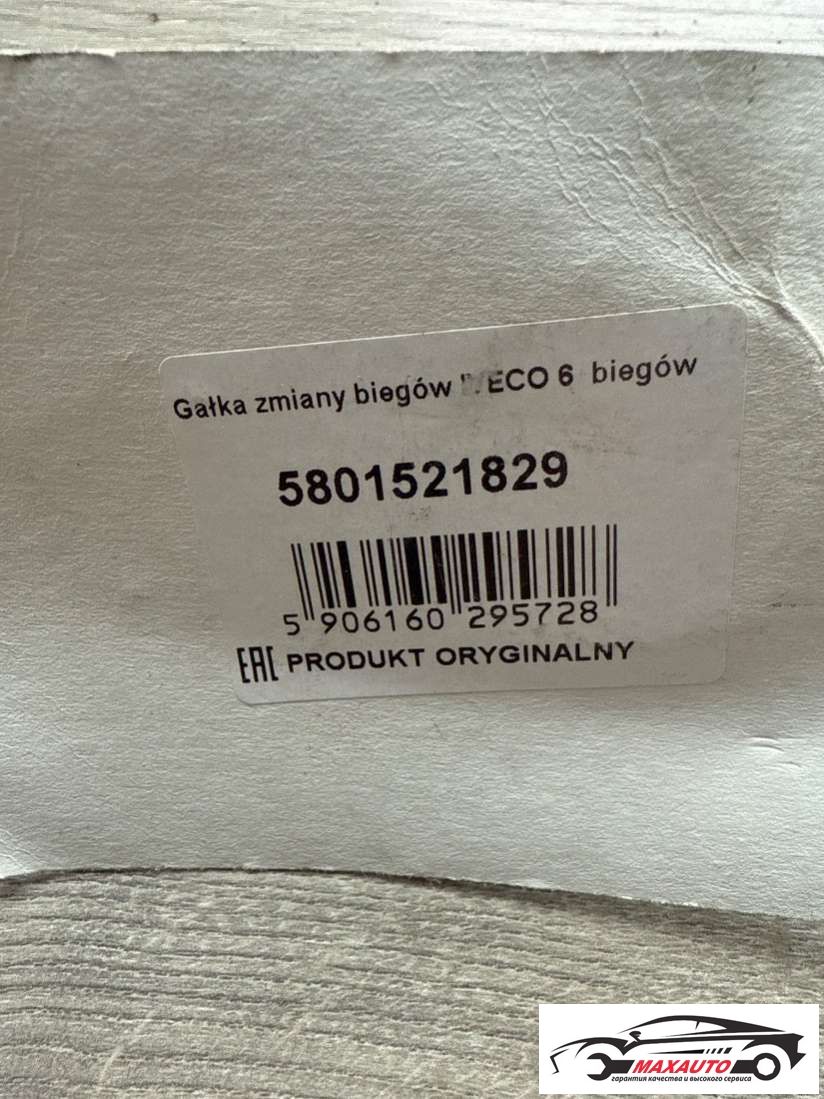 Gałka zmiany biegów IVECO 6 biegów
5801521829
5 906160 295728
EAC PRODUKT ORYGINALNY
MAXAUTO
гарантия качества и высокого сервиса